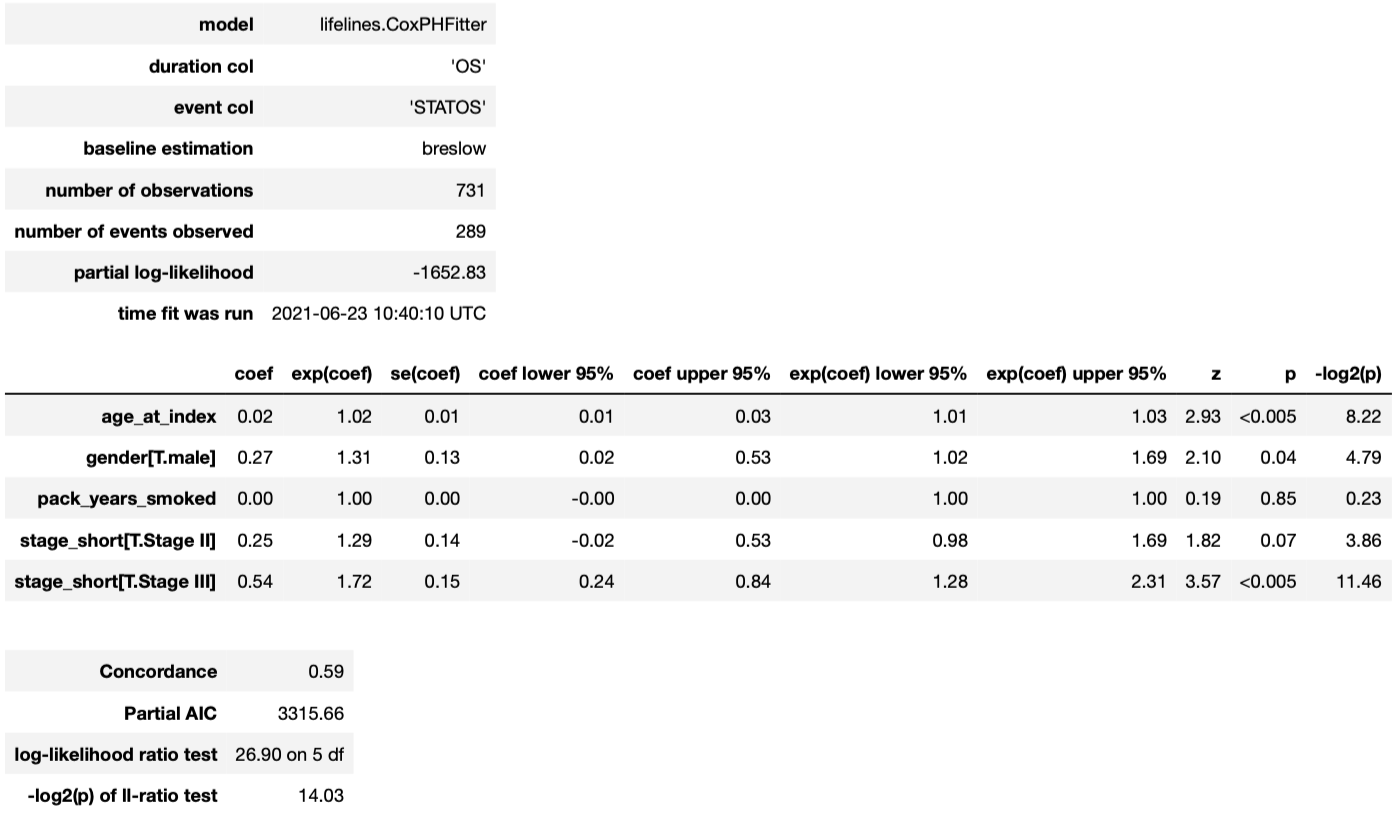 model lifelines.CoxPHFitter
duration col 'OS'
event col 'STATOS'
baseline estimation breslow
number of observations 731
number of events observed 289
partial log-likelihood -1652.83
time fit was run 2021-06-23 10:40:10 UTC
coef exp(coef) se(coef) coef lower 95% coef upper 95% exp(coef) lower 95% exp(coef) upper 95% z p -log2(p)
age_at_index 0.02 1.02 0.01 0.01 0.03 1.01 1.03 2.93 <0.005 8.22
gender[T.male] 0.27 1.31 0.13 0.02 0.53 1.02 1.69 2.10 0.04 4.79
pack_years_smoked 0.00 1.00 0.00 -0.00 0.00 1.00 1.00 0.19 0.85 0.23
stage_short[T.Stage II] 0.25 1.29 0.14 -0.02 0.53 0.98 1.69 1.82 0.07 3.86
stage_short[T.Stage III] 0.54 1.72 0.15 0.24 0.84 1.28 2.31 3.57 <0.005 11.46
Concordance 0.59
Partial AIC 3315.66
log-likelihood ratio test 26.90 on 5 df
-log2(p) of ll-ratio test 14.03